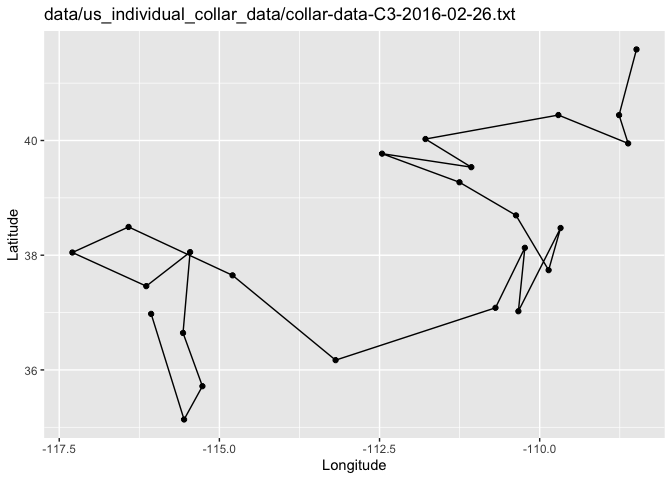 data/us_individual_collar_data/collar-data-C3-2016-02-26.txt
40
38
36
Latitude
-117.5
-115.0
-112.5
-110.0
Longitude